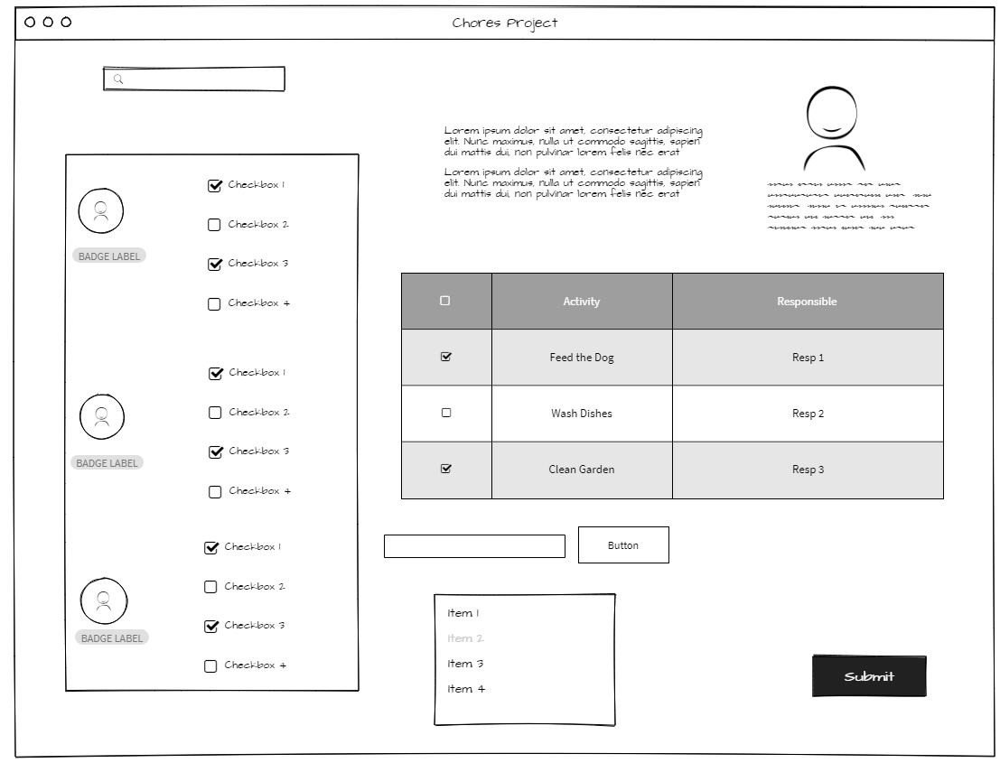 Chores Project
Lorem ipsum dolor sit amet, consectetur adipiscing
elit. Nunc maximus, nulla ut commodo sagittis, sapien
dui mattis dui, non pulvinar lorem felis nec erat
Lorem ipsum dolor sit amet, consectetur adipiscing
elit. Nunc maximus, nulla ut commodo sagittis, sapien
dui mattis dui, non pulvinar lorem felis nec erat
Checkbox 1
Checkbox 2
BADGE LABEL
Checkbox 3
Checkbox 4
Checkbox 1
Checkbox 2
Checkbox 3
BADGE LABEL
Checkbox 4
Checkbox 1
Checkbox 2
Checkbox 3
BADGE LABEL
Checkbox 4
Activity Responsible
Feed the Dog Resp 1
Wash Dishes Resp 2
Clean Garden Resp 3
Button
Item 1
Item 2
Item 3
Item 4
Submit